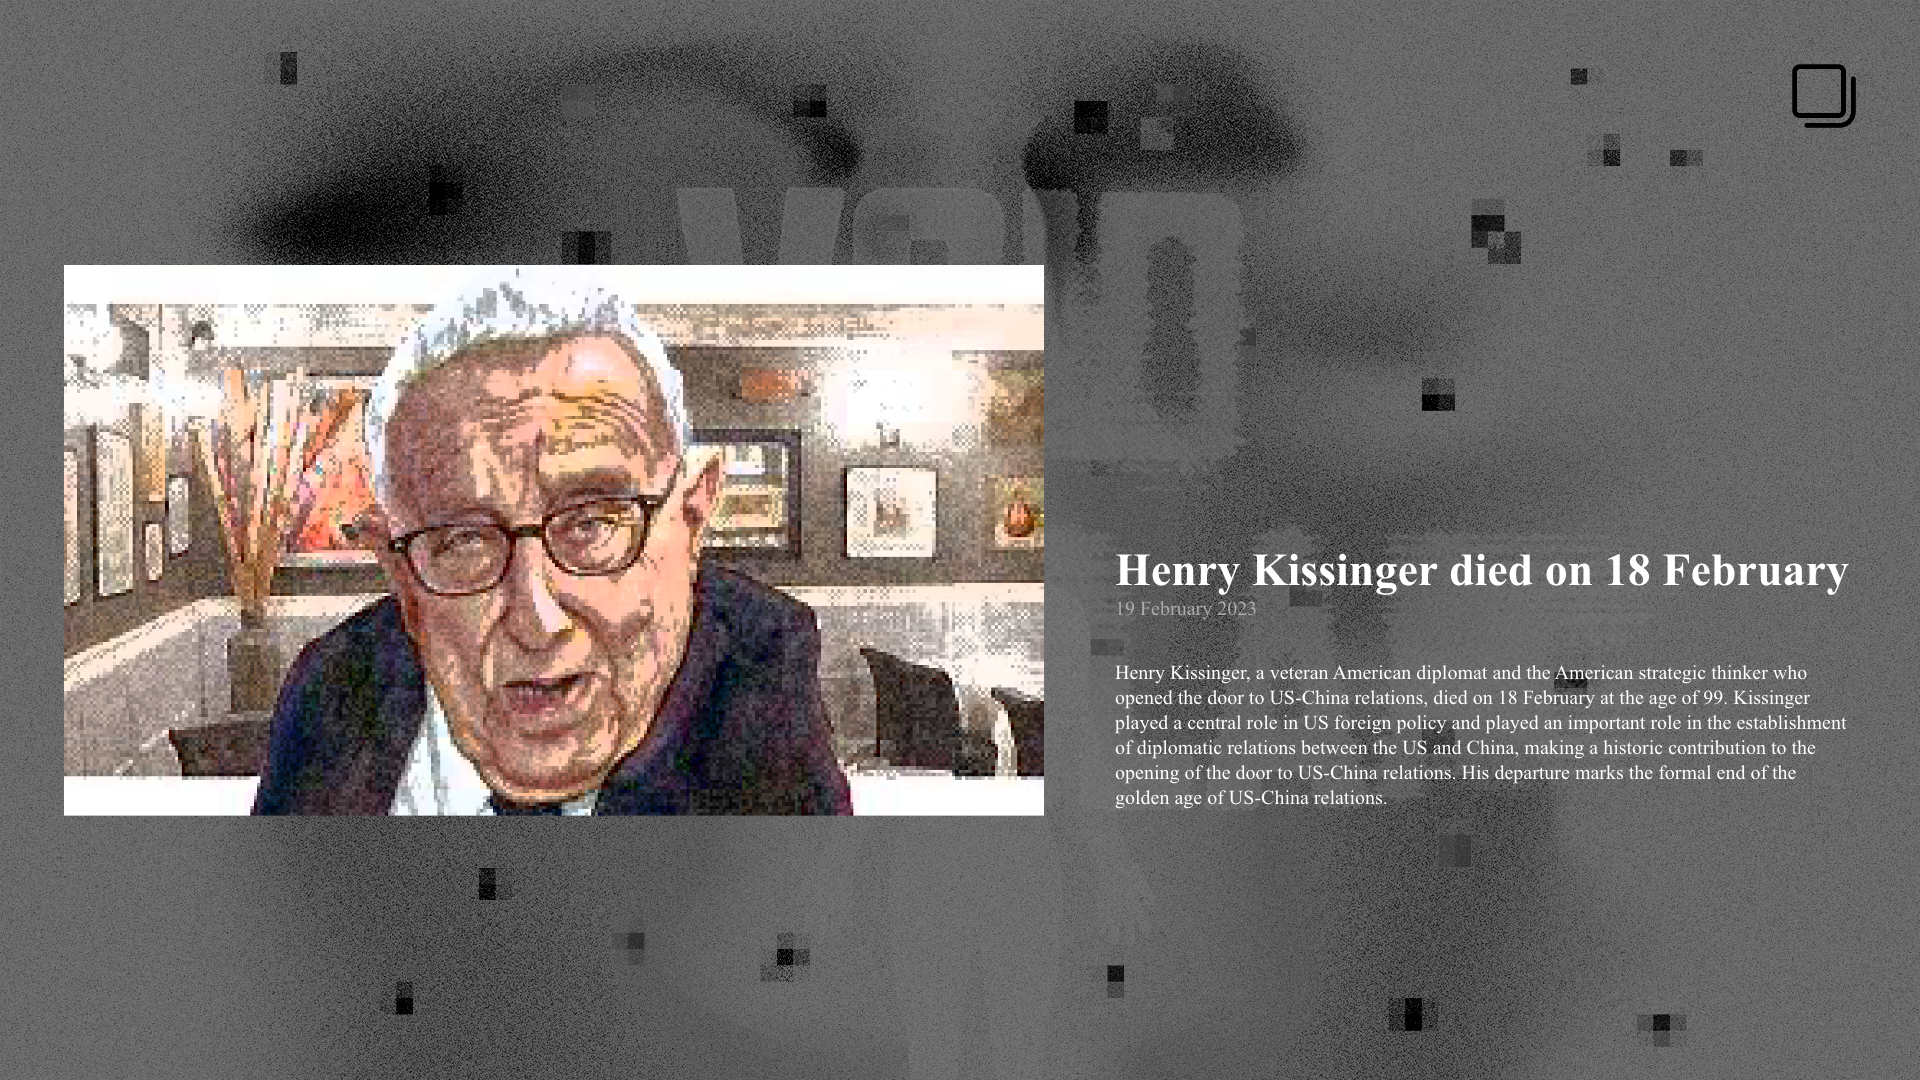 Henry Kissinger died on 18 February
19 February 2023
Henry Kissinger, a veteran American diplomat and the American strategic thinker who
opened the door to US-China relations, died on 18 February at the age of 99. Kissinger
played a central role in US foreign policy and played an important role in the establishment
of diplomatic relations between the US and China, making a historic contribution to the
opening of the door to US-China relations. His departure marks the formal end of the
golden age of US-China relations.